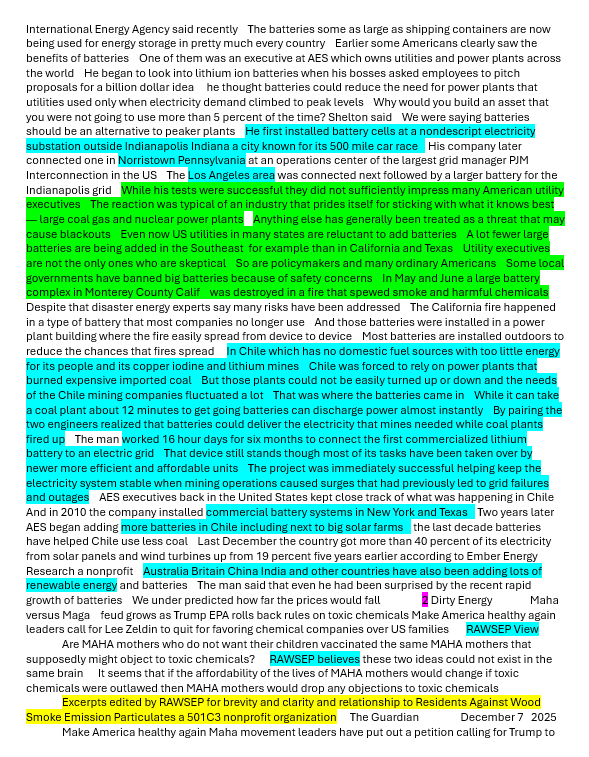 International Energy Agency said recently   The batteries some as large as shipping containers are now
being used for energy storage in pretty much every country   Earlier some Americans clearly saw the
benefits of batteries   One of them was an executive at AES which owns utilities and power plants across
the world   He began to look into lithium ion batteries when his bosses asked employees to pitch
proposals for a billion dollar idea   he thought batteries could reduce the need for power plants that
utilities used only when electricity demand climbed to peak levels   Why would you build an asset that
you were not going to use more than 5 percent of the time? Shelton said   We were saying batteries
should be an alternative to peaker plants   He first installed battery cells at a nondescript electricity
substation outside Indianapolis Indiana a city known for its 500 mile car race   His company later
connected one in Norristown Pennsylvania at an operations center of the largest grid manager PJM
Interconnection in the US   The Los Angeles area was connected next followed by a larger battery for the
Indianapolis grid   While his tests were successful they did not sufficiently impress many American utility
executives   The reaction was typical of an industry that prides itself for sticking with what it knows best
— large coal gas and nuclear power plants   Anything else has generally been treated as a threat that may
cause blackouts   Even now US utilities in many states are reluctant to add batteries   A lot fewer large
batteries are being added in the Southeast  for example than in California and Texas   Utility executives
are not the only ones who are skeptical   So are policymakers and many ordinary Americans   Some local
governments have banned big batteries because of safety concerns   In May and June a large battery
complex in Monterey County Calif   was destroyed in a fire that spewed smoke and harmful chemicals
Despite that disaster energy experts say many risks have been addressed   The California fire happened
in a type of battery that most companies no longer use   And those batteries were installed in a power
plant building where the fire easily spread from device to device   Most batteries are installed outdoors to
reduce the chances that fires spread   In Chile which has no domestic fuel sources with too little energy
for its people and its copper iodine and lithium mines   Chile was forced to rely on power plants that
burned expensive imported coal   But those plants could not be easily turned up or down and the needs
of the Chile mining companies fluctuated a lot   That was where the batteries came in   While it can take
a coal plant about 12 minutes to get going batteries can discharge power almost instantly   By pairing the
two engineers realized that batteries could deliver the electricity that mines needed while coal plants
fired up   The man worked 16 hour days for six months to connect the first commercialized lithium
battery to an electric grid   That device still stands though most of its tasks have been taken over by
newer more efficient and affordable units   The project was immediately successful helping keep the
electricity system stable when mining operations caused surges that had previously led to grid failures
and outages   AES executives back in the United States kept close track of what was happening in Chile
And in 2010 the company installed commercial battery systems in New York and Texas   Two years later
AES began adding more batteries in Chile including next to big solar farms   the last decade batteries
have helped Chile use less coal   Last December the country got more than 40 percent of its electricity
from solar panels and wind turbines up from 19 percent five years earlier according to Ember Energy
Research a nonprofit   Australia Britain China India and other countries have also been adding lots of
renewable energy and batteries   The man said that even he had been surprised by the recent rapid
growth of batteries   We under predicted how far the prices would fall   2 Dirty Energy   Maha
versus Maga   feud grows as Trump EPA rolls back rules on toxic chemicals Make America healthy again
leaders call for Lee Zeldin to quit for favoring chemical companies over US families   RAWSEP View
Are MAHA mothers who do not want their children vaccinated the same MAHA mothers that
supposedly might object to toxic chemicals?   RAWSEP believes these two ideas could not exist in the
same brain   It seems that if the affordability of the lives of MAHA mothers would change if toxic
chemicals were outlawed then MAHA mothers would drop any objections to toxic chemicals
Excerpts edited by RAWSEP for brevity and clarity and relationship to Residents Against Wood
Smoke Emission Particulates a 501C3 nonprofit organization   The Guardian   December 7  2025
Make America healthy again Maha movement leaders have put out a petition calling for Trump to